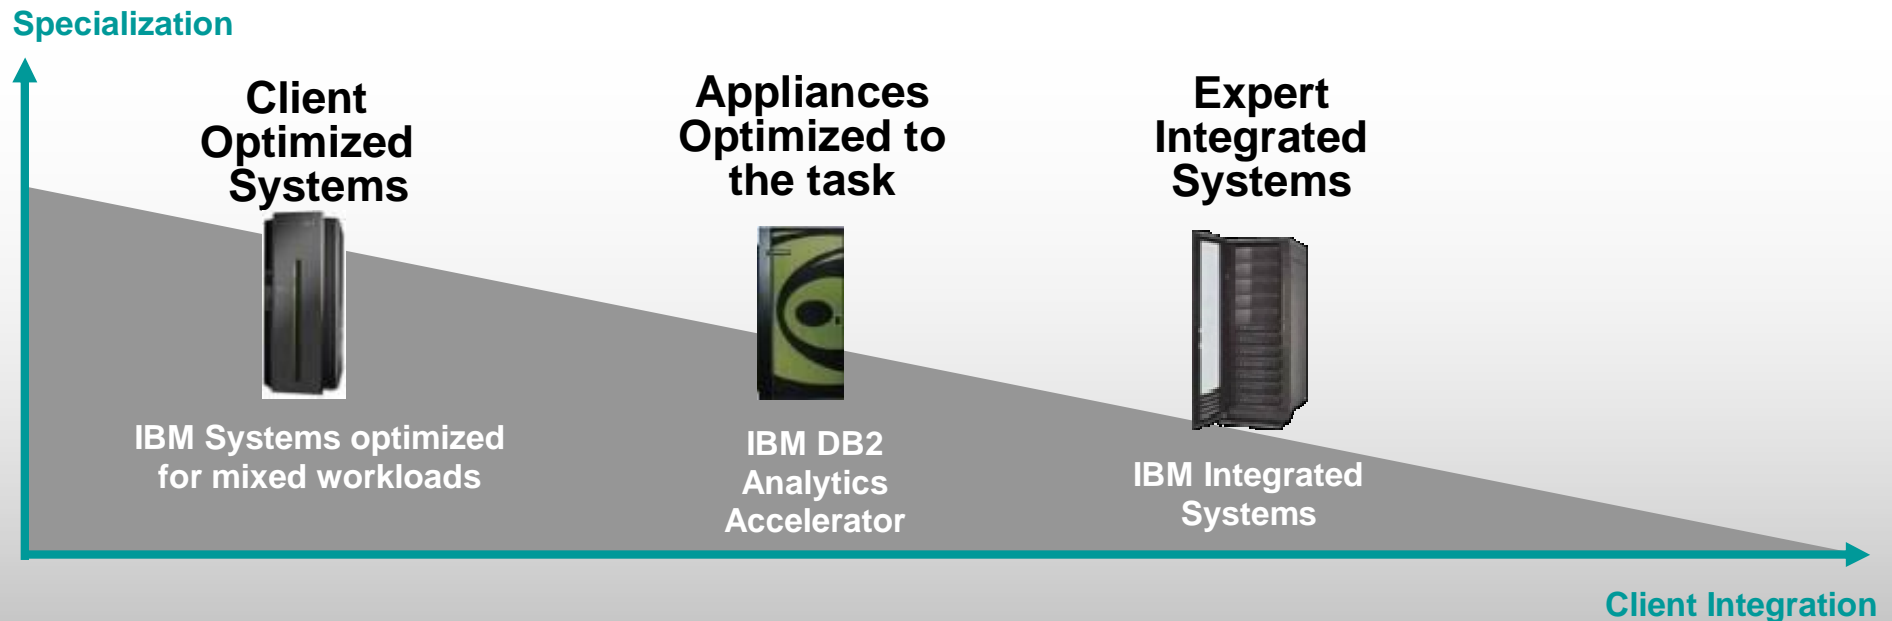 Specialization
Client
Optimized
Systems
Appliances
Optimized to
the task
Expert
Integrated
Systems
IBM Systems optimized
for mixed workloads
IBM DB2
Analytics
Accelerator
IBM Integrated
Systems
Client Integration